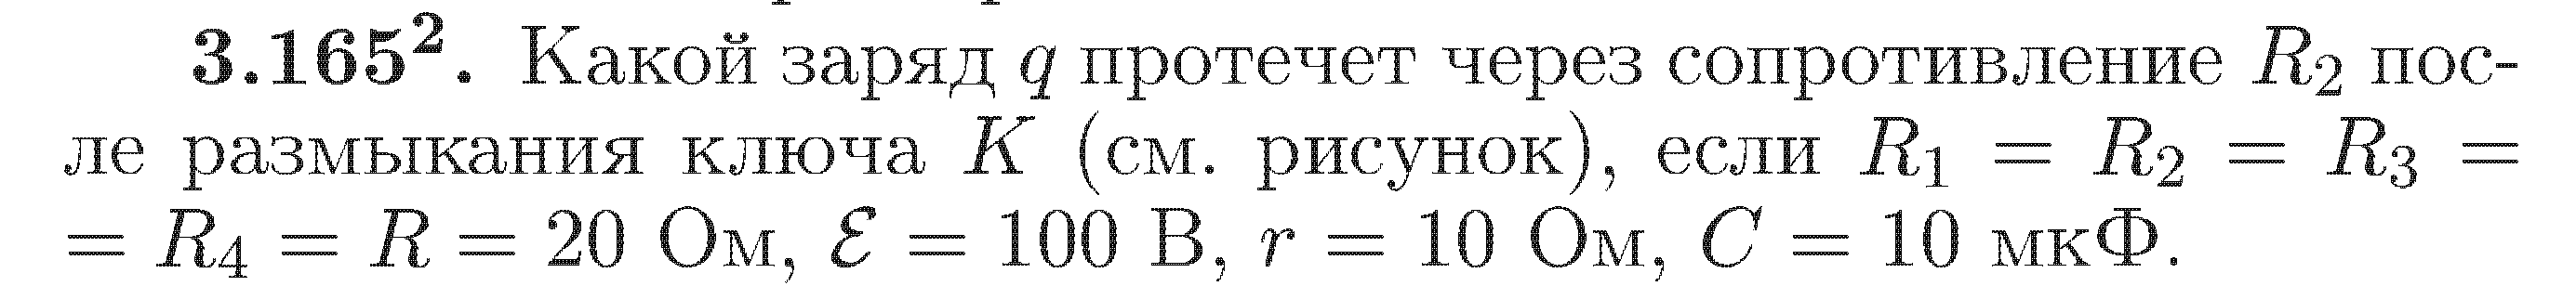 3.165². Какой заряд q протечет через сопротивление R₂ пос-
ле размыкания ключа K (см. рисунок), если R₁ = R₂ = R₃ =
= R₄ = R = 20 Ом, ℰ = 100 В, r = 10 Ом, C = 10 мкФ.